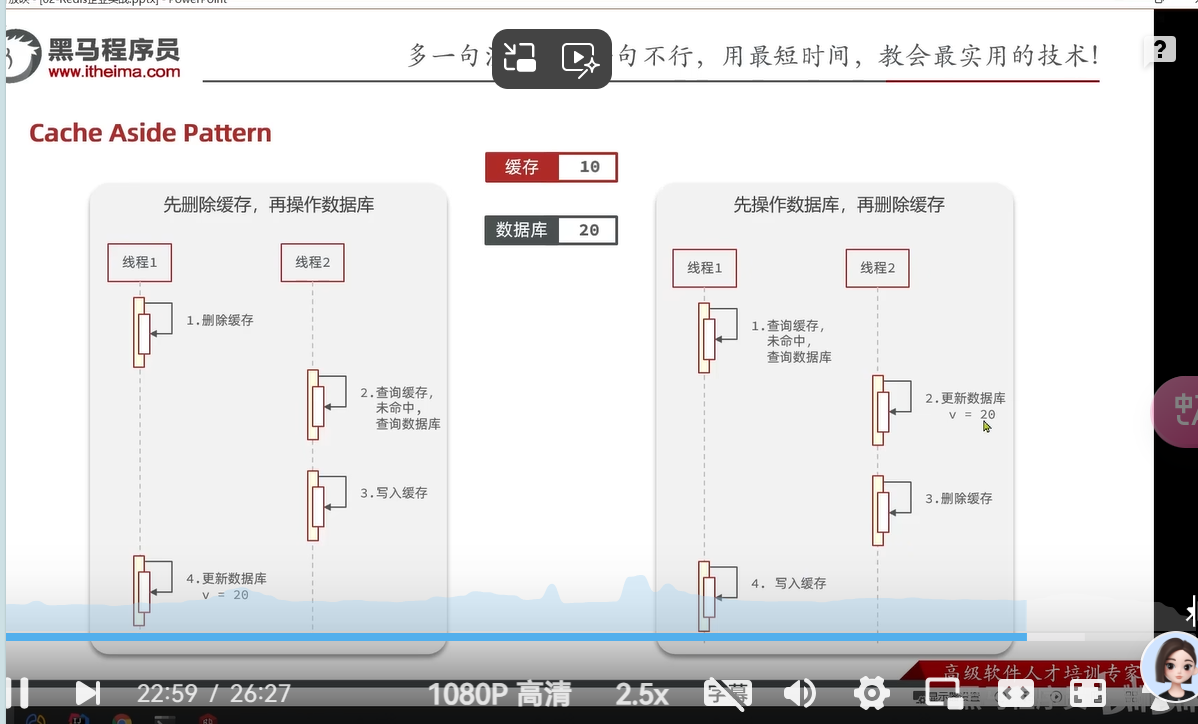 黑马程序员
www.itheima.com
多一句
句不行，用最短时间，教会最实用的技术！
?
Cache Aside Pattern
缓存 10
数据库 20
先删除缓存，再操作数据库
线程1
线程2
1.删除缓存
2.查询缓存，
未命中，
查询数据库
3.写入缓存
4.更新数据库
v = 20
先操作数据库，再删除缓存
线程1
线程2
1.查询缓存，
未命中，
查询数据库
2.更新数据库
v = 20
3.删除缓存
4. 写入缓存
中
高级软件人才培训专家
22:59 / 26:27
1080P 高清
2.5x
字幕